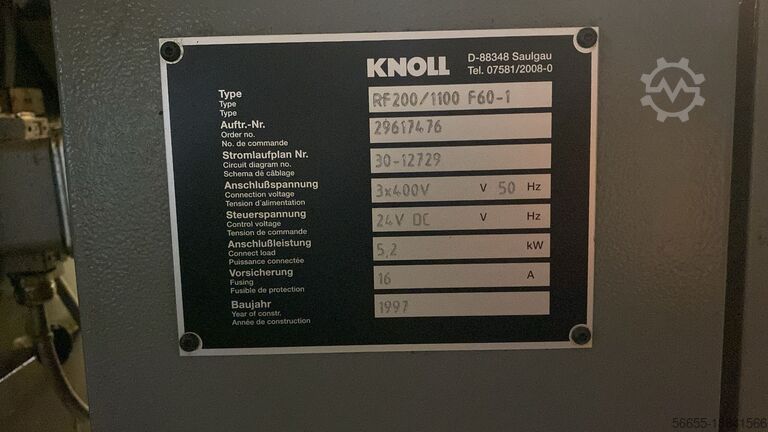 KNOLL
D-88348 Saulgau
Tel. 07581/2008-0
Type
Type
Type
RF200/1100 F60-1
Auftr.-Nr.
Order no.
No. de commande
29617476
Stromlaufplan Nr.
Circuit diagram no.
Schema de câblage
30-12729
Anschlußspannung
Connection voltage
Tension d'alimentation
3x400V V 50 Hz
Steuerspannung
Control voltage
Tension de commande
24V DC V Hz
Anschlußleistung
Connect load
Puissance connectée
5,2 kW
Vorsicherung
Fusing
Fusible de protection
16 A
Baujahr
Year of constr.
Année de construction
1997